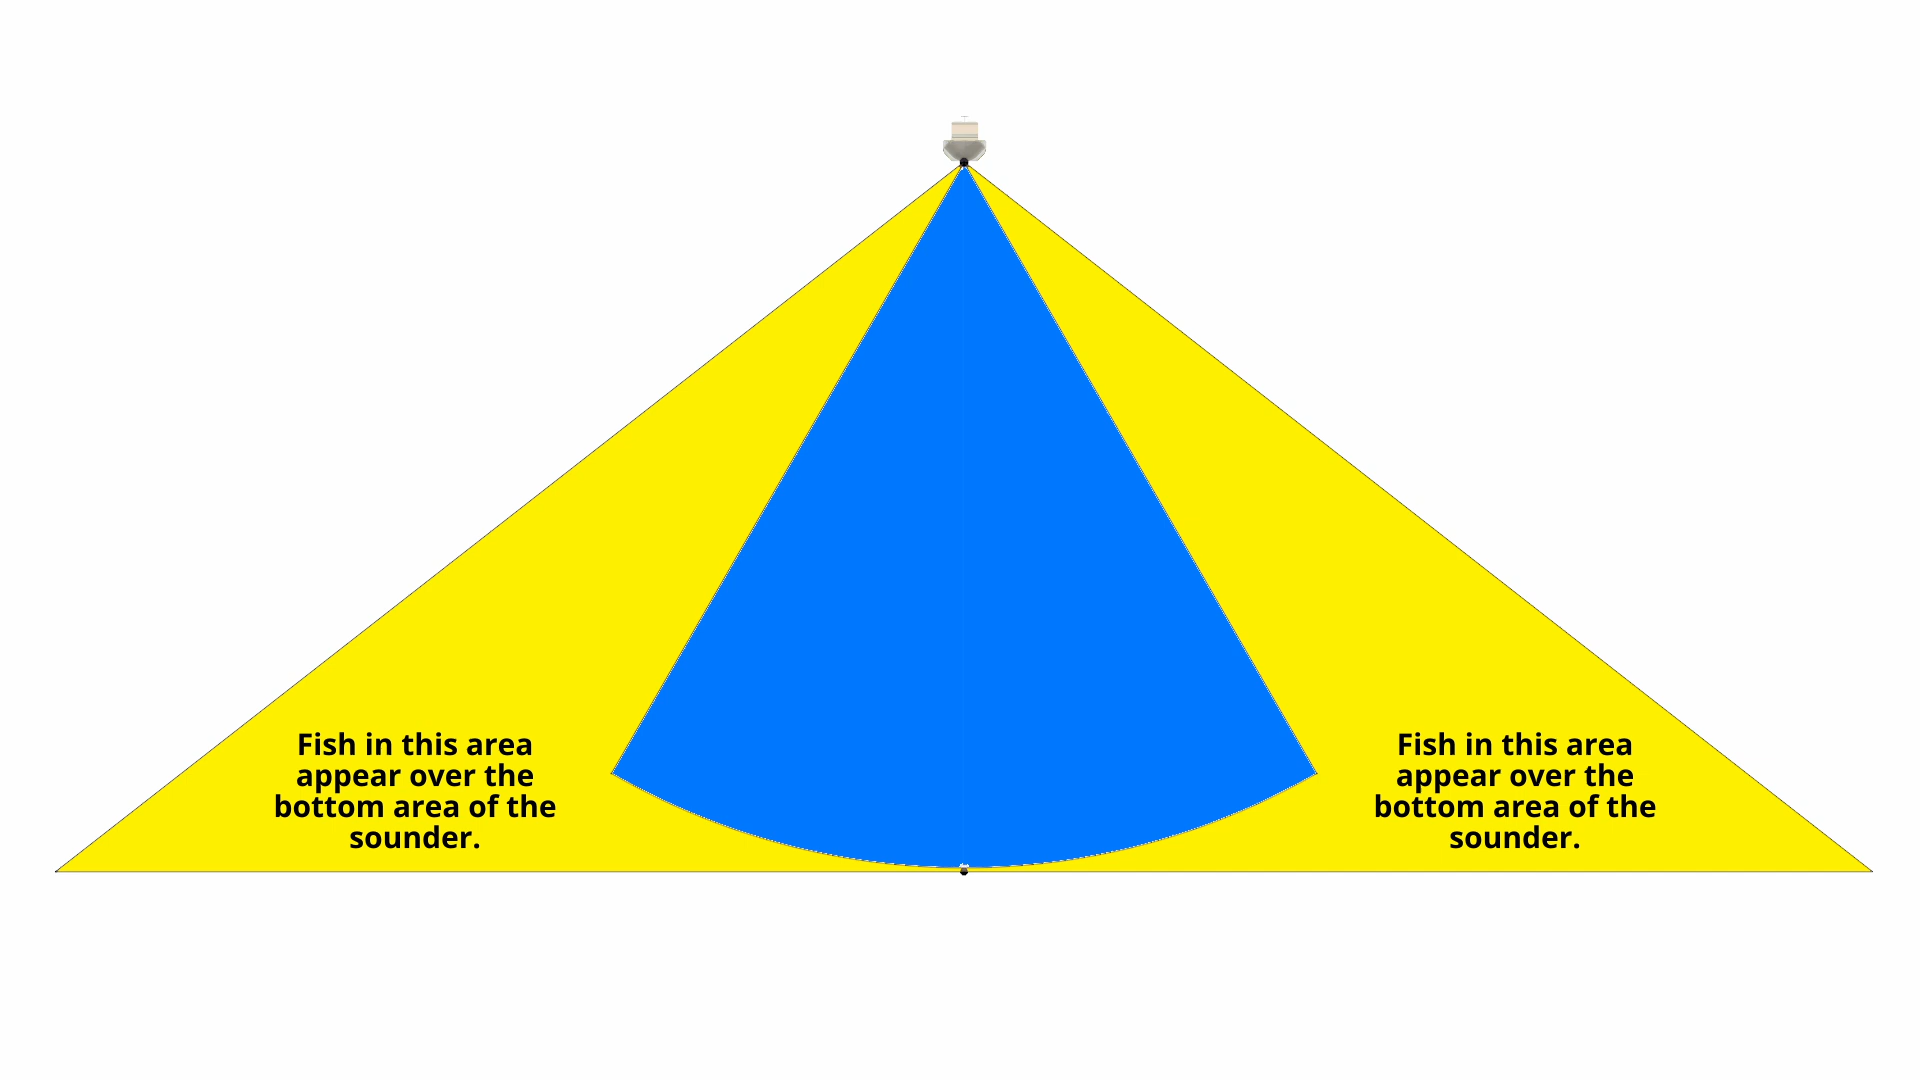 Fish in this area
appear over the
bottom area of the
sounder.
Fish in this area
appear over the
bottom area of the
sounder.